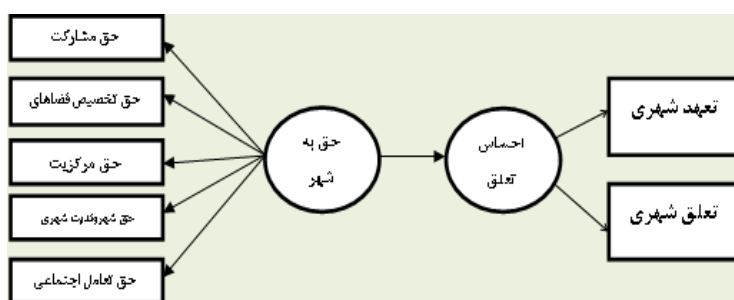 حق مشارکت
حق تخصیص فضاهای
حق مرکزیت
حق شهروندیت شهری
حق تعامل اجتماعی
حق به
شهر
احساس
تعلق
تعهد شهری
تعلق شهری